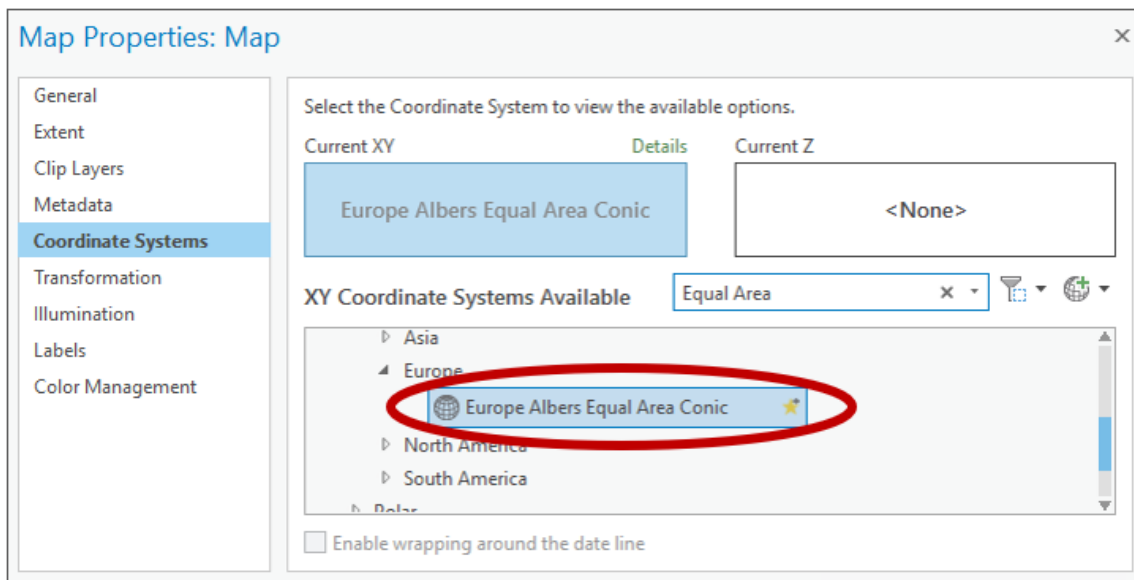 Map Properties: Map
General
Extent
Clip Layers
Metadata
Coordinate Systems
Transformation
Illumination
Labels
Color Management
Select the Coordinate System to view the available options.
Current XY
Details
Current Z
Europe Albers Equal Area Conic
<None>
XY Coordinate Systems Available
Equal Area
Asia
Europe
Europe Albers Equal Area Conic
North America
South America
Polar
Enable wrapping around the date line